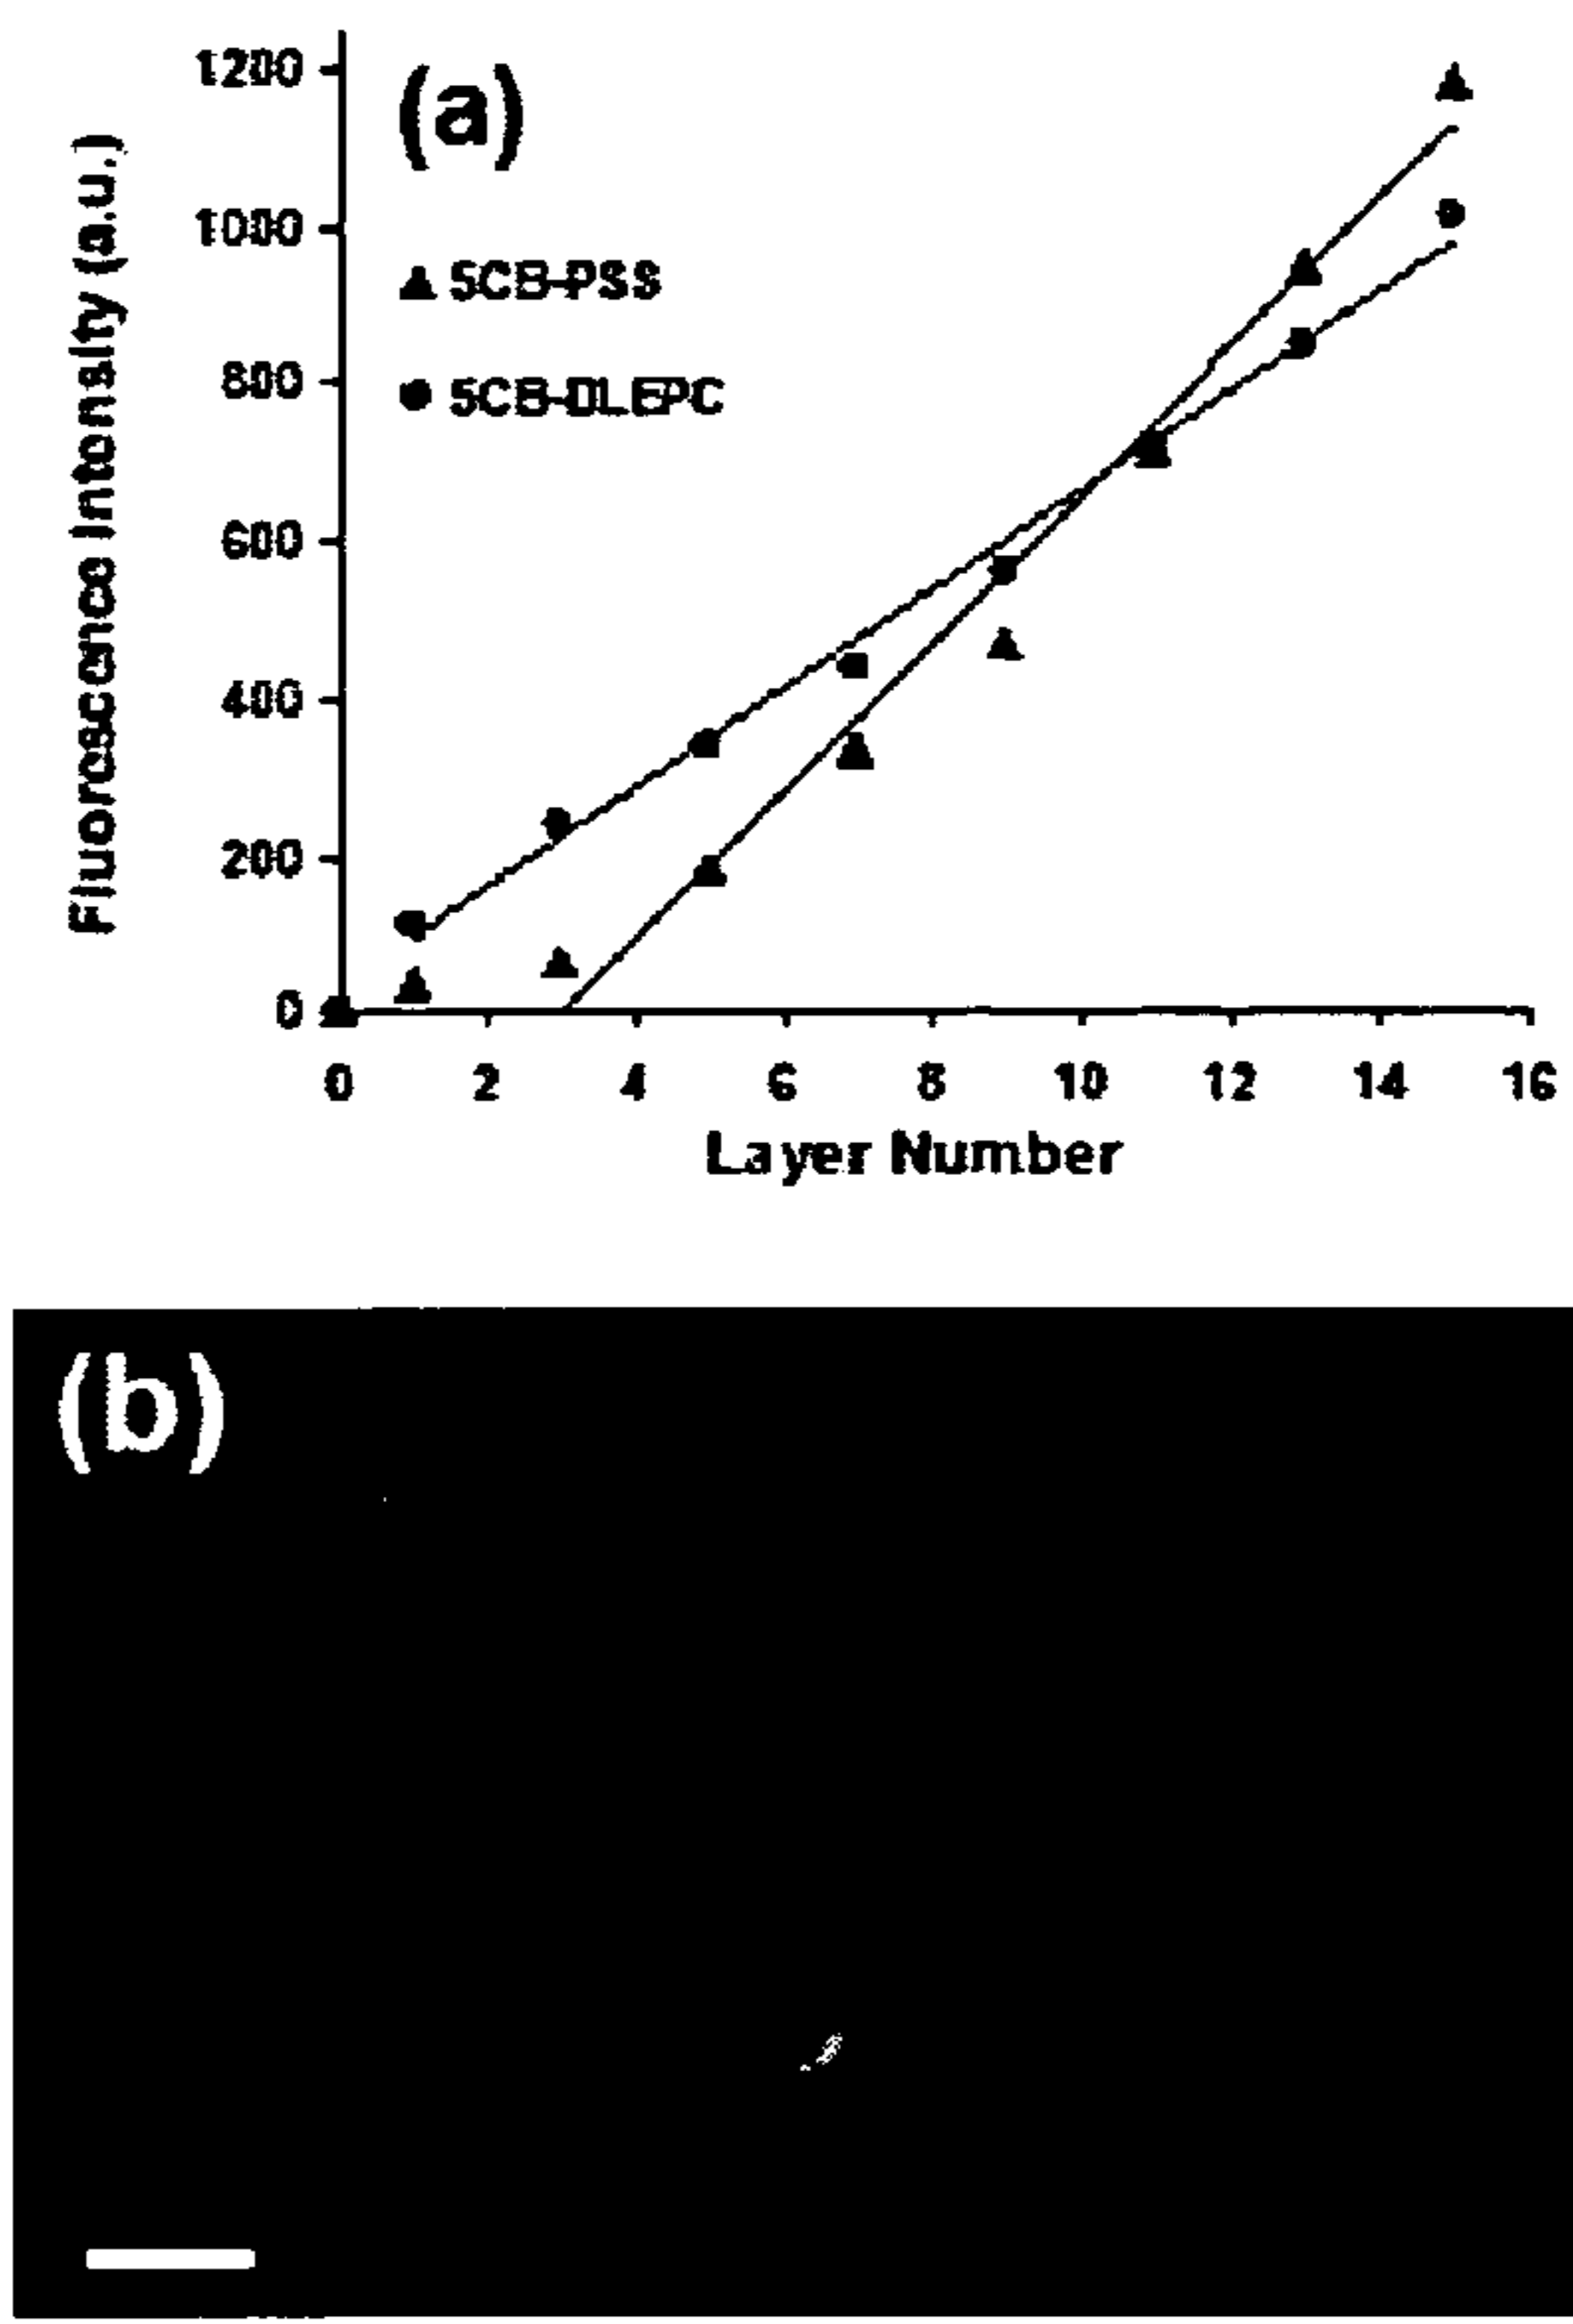 (a)
1200
1000
800
600
400
200
0
Fluorescence Intensity (a.u.)
5CB-PSS
5CB-DLEPC
0 2 4 6 8 10 12 14 16
Layer Number
(b)